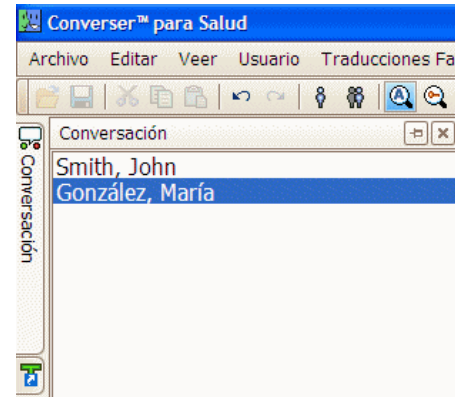 Converser™ para Salud
Archivo Editar Veer Usuario Traducciones Fa
Conversación
Conversación
Smith, John
González, María